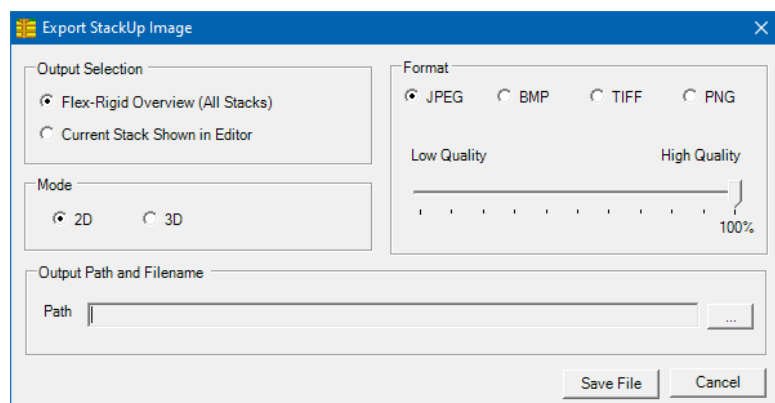 Export StackUp Image
Output Selection
Flex-Rigid Overview (All Stacks)
Current Stack Shown in Editor
Mode
2D 3D
Format
JPEG BMP TIFF PNG
Low Quality High Quality
100%
Output Path and Filename
Path ...
Save File Cancel